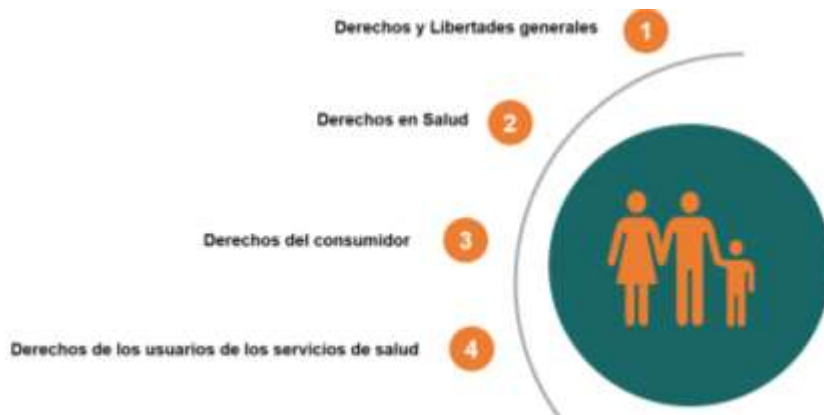 Derechos y Libertades generales 1
Derechos en Salud 2
Derechos del consumidor 3
Derechos de los usuarios de los servicios de salud 4